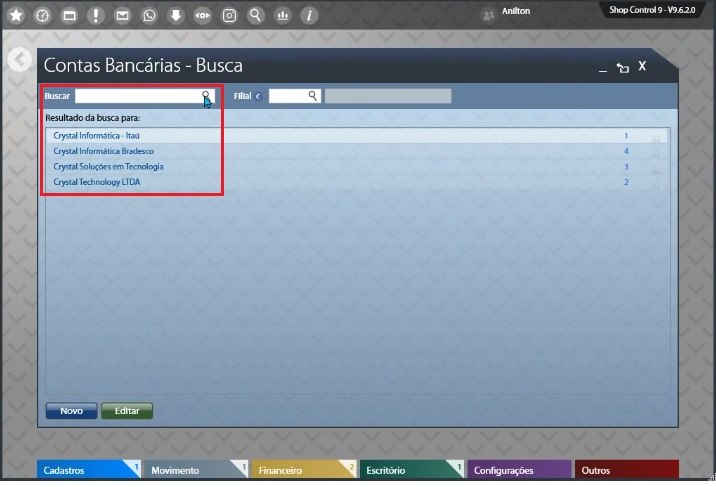 Anilton
Shop Control 9 - V9.6.2.0
Contas Bancárias - Busca
_ X
Buscar
Filial c
Resultado da busca para:
Crystal Informática - Itaú 1
Crystal Informática Bradesco 4
Crystal Soluções em Tecnologia 3
Crystal Technology LTDA 2
Novo Editar
Cadastros 1 Movimento 1 Financeiro 2 Escritório 1 Configurações Outros